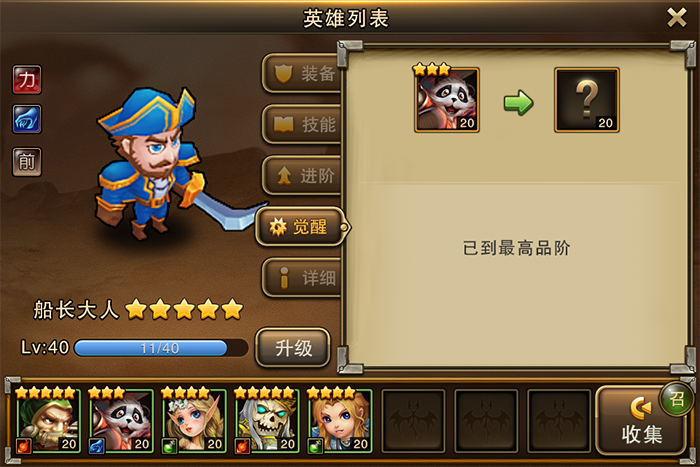 英雄列表
力
前
装备
技能
进阶
觉醒
详细
20
20
已到最高品阶
船长大人
Lv:40
11/40
升级
20
20
20
20
20
召
收集